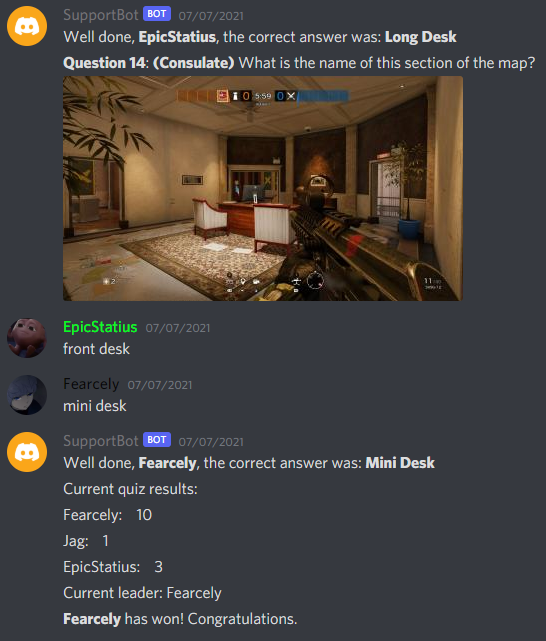 SupportBot BOT 07/07/2021
Well done, EpicStatius, the correct answer was: Long Desk
Question 14: (Consulate) What is the name of this section of the map?
0 5:59 0
2
11
EpicStatius 07/07/2021
front desk
Fearcely 07/07/2021
mini desk
SupportBot BOT 07/07/2021
Well done, Fearcely, the correct answer was: Mini Desk
Current quiz results:
Fearcely: 10
Jag: 1
EpicStatius: 3
Current leader: Fearcely
Fearcely has won! Congratulations.